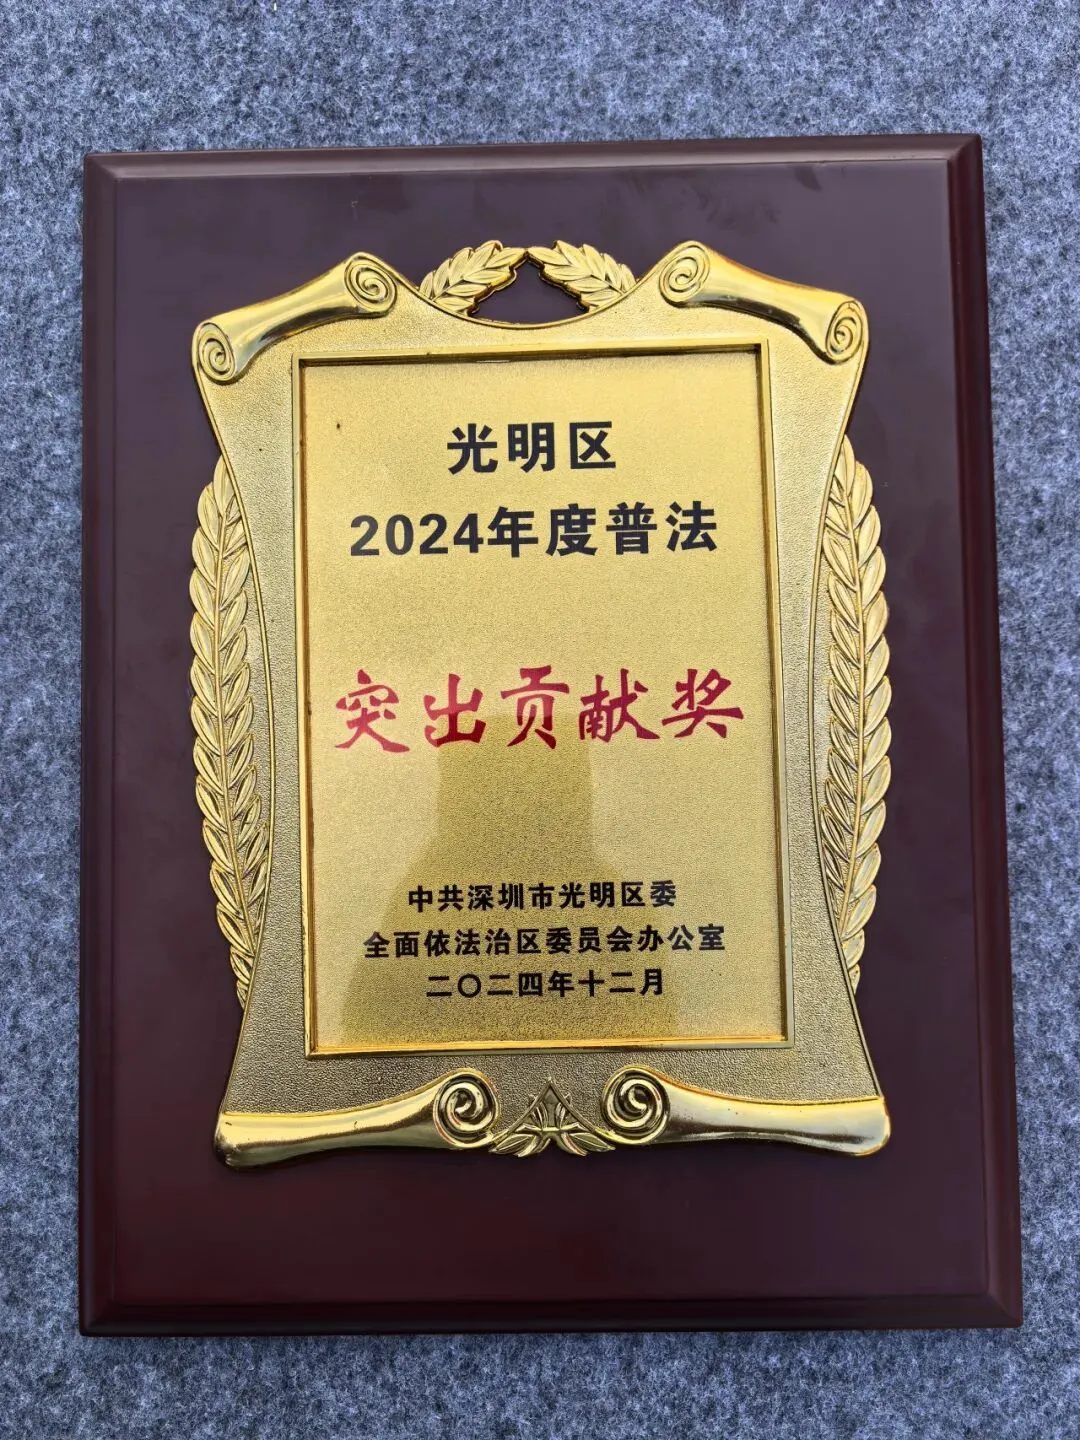 光明区
2024年度普法
突出贡献奖
中共深圳市光明区委
全面依法治区委员会办公室
二〇二四年十二月